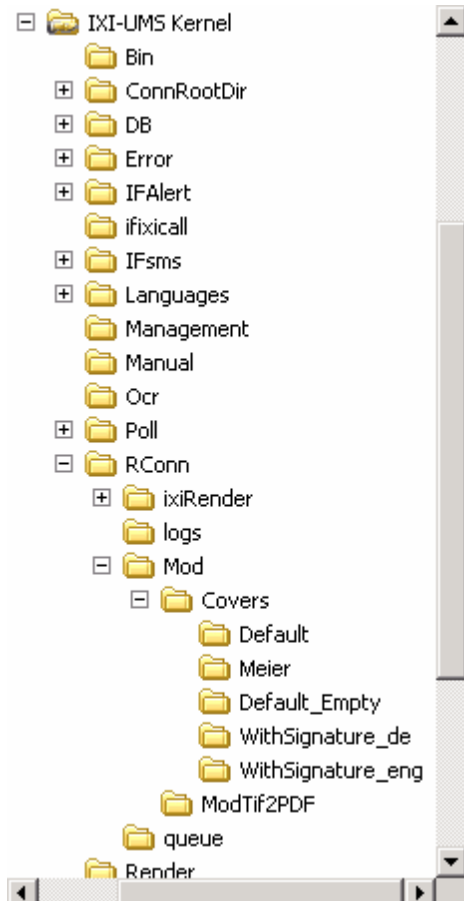 IXI-UMS Kernel
Bin
ConnRootDir
DB
Error
IFAlert
ifixicall
IFsms
Languages
Management
Manual
Ocr
Poll
RConn
ixiRender
logs
Mod
Covers
Default
Meier
Default_Empty
WithSignature_de
WithSignature_eng
ModTif2PDF
queue
Render